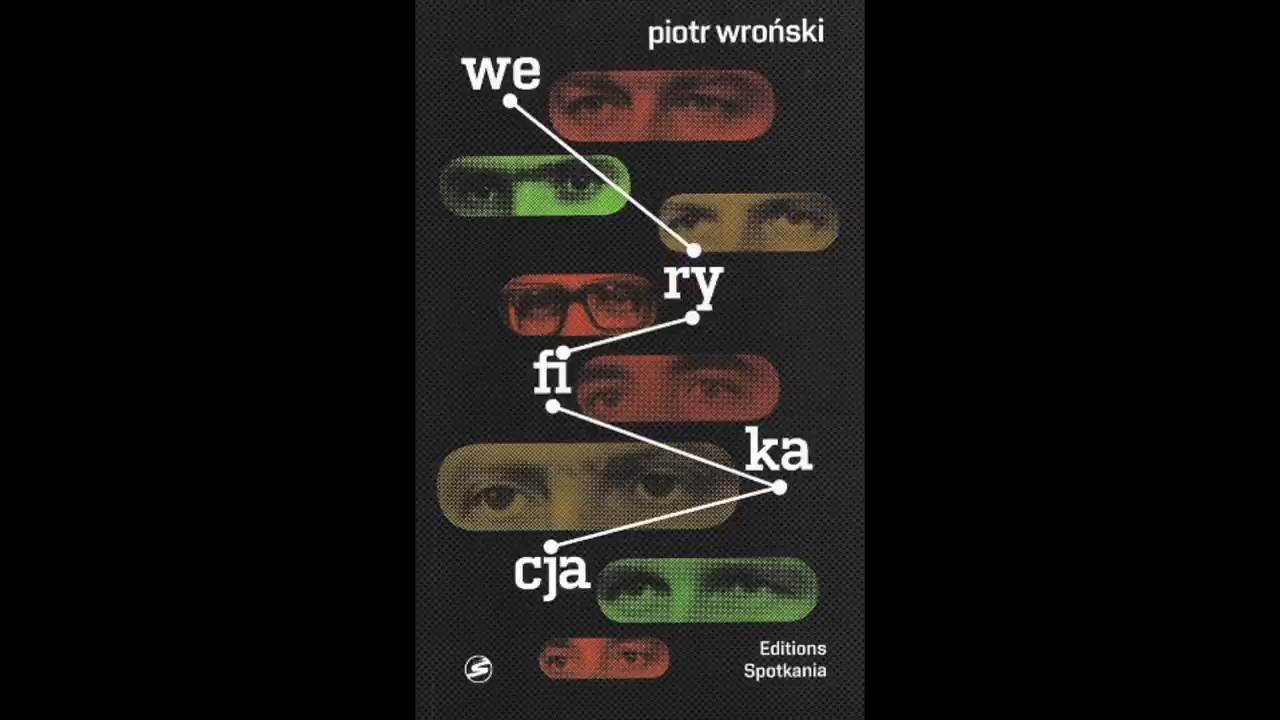 piotr wroński
we
ry
fi
ka
cja
Editions
Spotkania